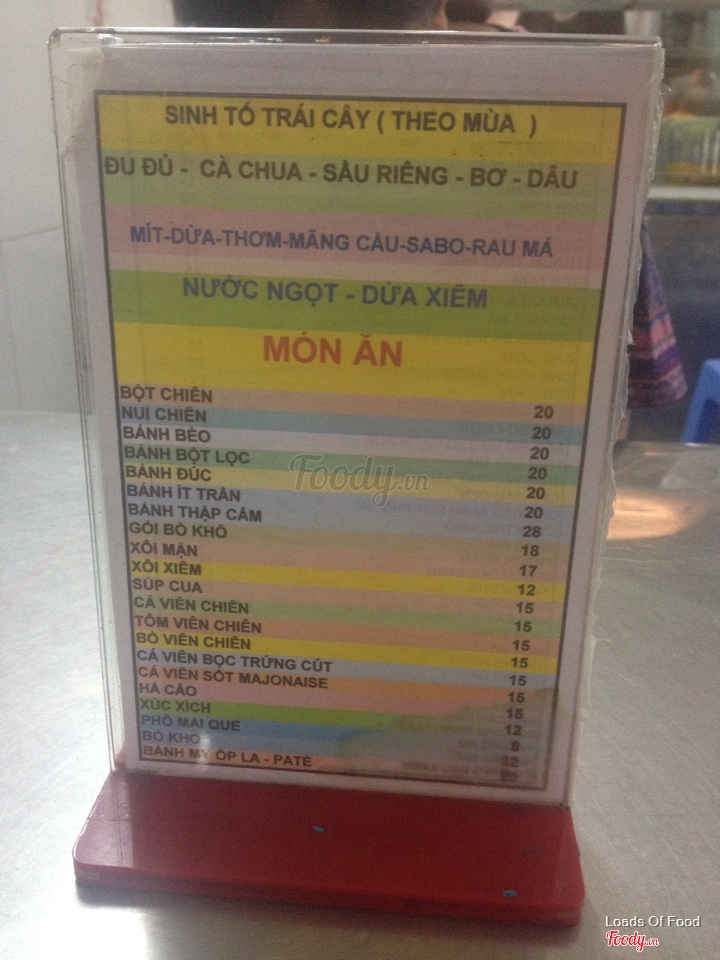 SINH TỐ TRÁI CÂY ( THEO MÙA )
ĐU ĐỦ - CÀ CHUA - SẦU RIÊNG - BƠ - DÂU
MÍT-DỪA-THƠM-MÃNG CẦU-SABO-RAU MÁ
NƯỚC NGỌT - DỪA XIÊM
MÓN ĂN
BỘT CHIÊN 20
NUI CHIÊN 20
BÁNH BÈO 20
BÁNH BỘT LỌC 20
BÁNH ĐÚC 20
BÁNH ÍT TRÂN 20
BÁNH THẬP CẨM 28
GỎI BÒ KHÔ 18
XÔI MẶN 17
XÔI XIÊM 12
SÚP CUA 15
CÁ VIÊN CHIÊN 15
TÔM VIÊN CHIÊN 15
BÒ VIÊN CHIÊN 15
CÁ VIÊN BỌC TRỨNG CÚT 15
CÁ VIÊN SỐT MAJONAISE 15
HÁ CẢO 15
XÚC XÍCH 12
PHÔ MAI QUE 8
BÒ KHO 32
BÁNH MỲ ỐP LA - PATÊ 20
Foody.vn
Loads Of Food
Foody.vn